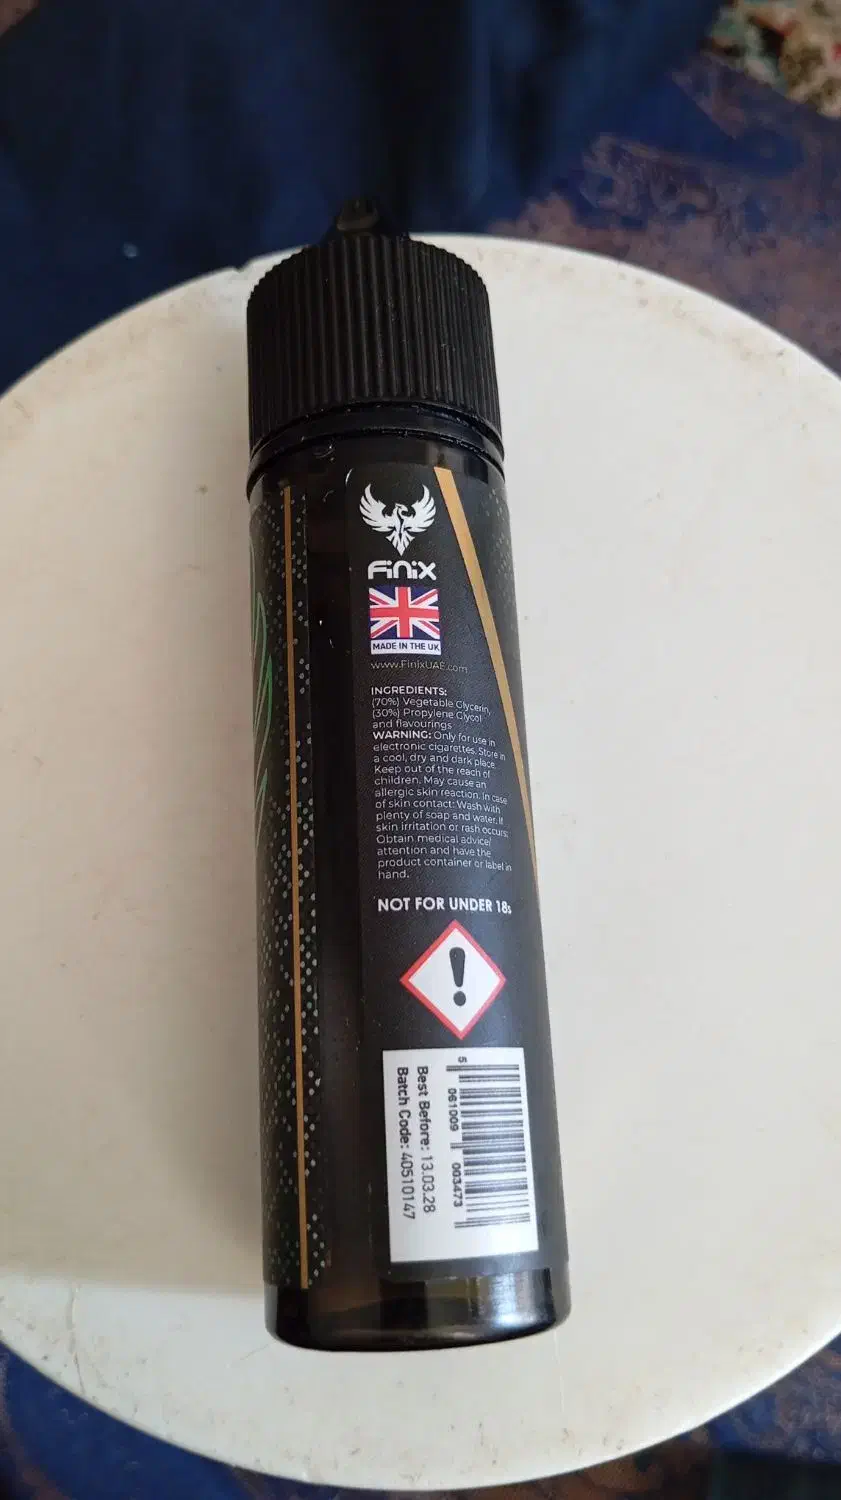 FiNiX
MADE IN THE UK
www.FinixUAE.com
INGREDIENTS:
(70%) Vegetable Glycerin,
(30%) Propylene Glycol
and flavourings
WARNING: Only for use in
electronic cigarettes. Store in
a cool, dry and dark place.
Keep out of the reach of
children. May cause an
allergic skin reaction. In case
of skin contact: Wash with
plenty of soap and water. If
skin irritation or rash occurs:
Obtain medical advice/
attention and have the
product container or label in
hand.
NOT FOR UNDER 18s
5 061009 003473
Best Before: 13.03.28
Batch Code: 40510147